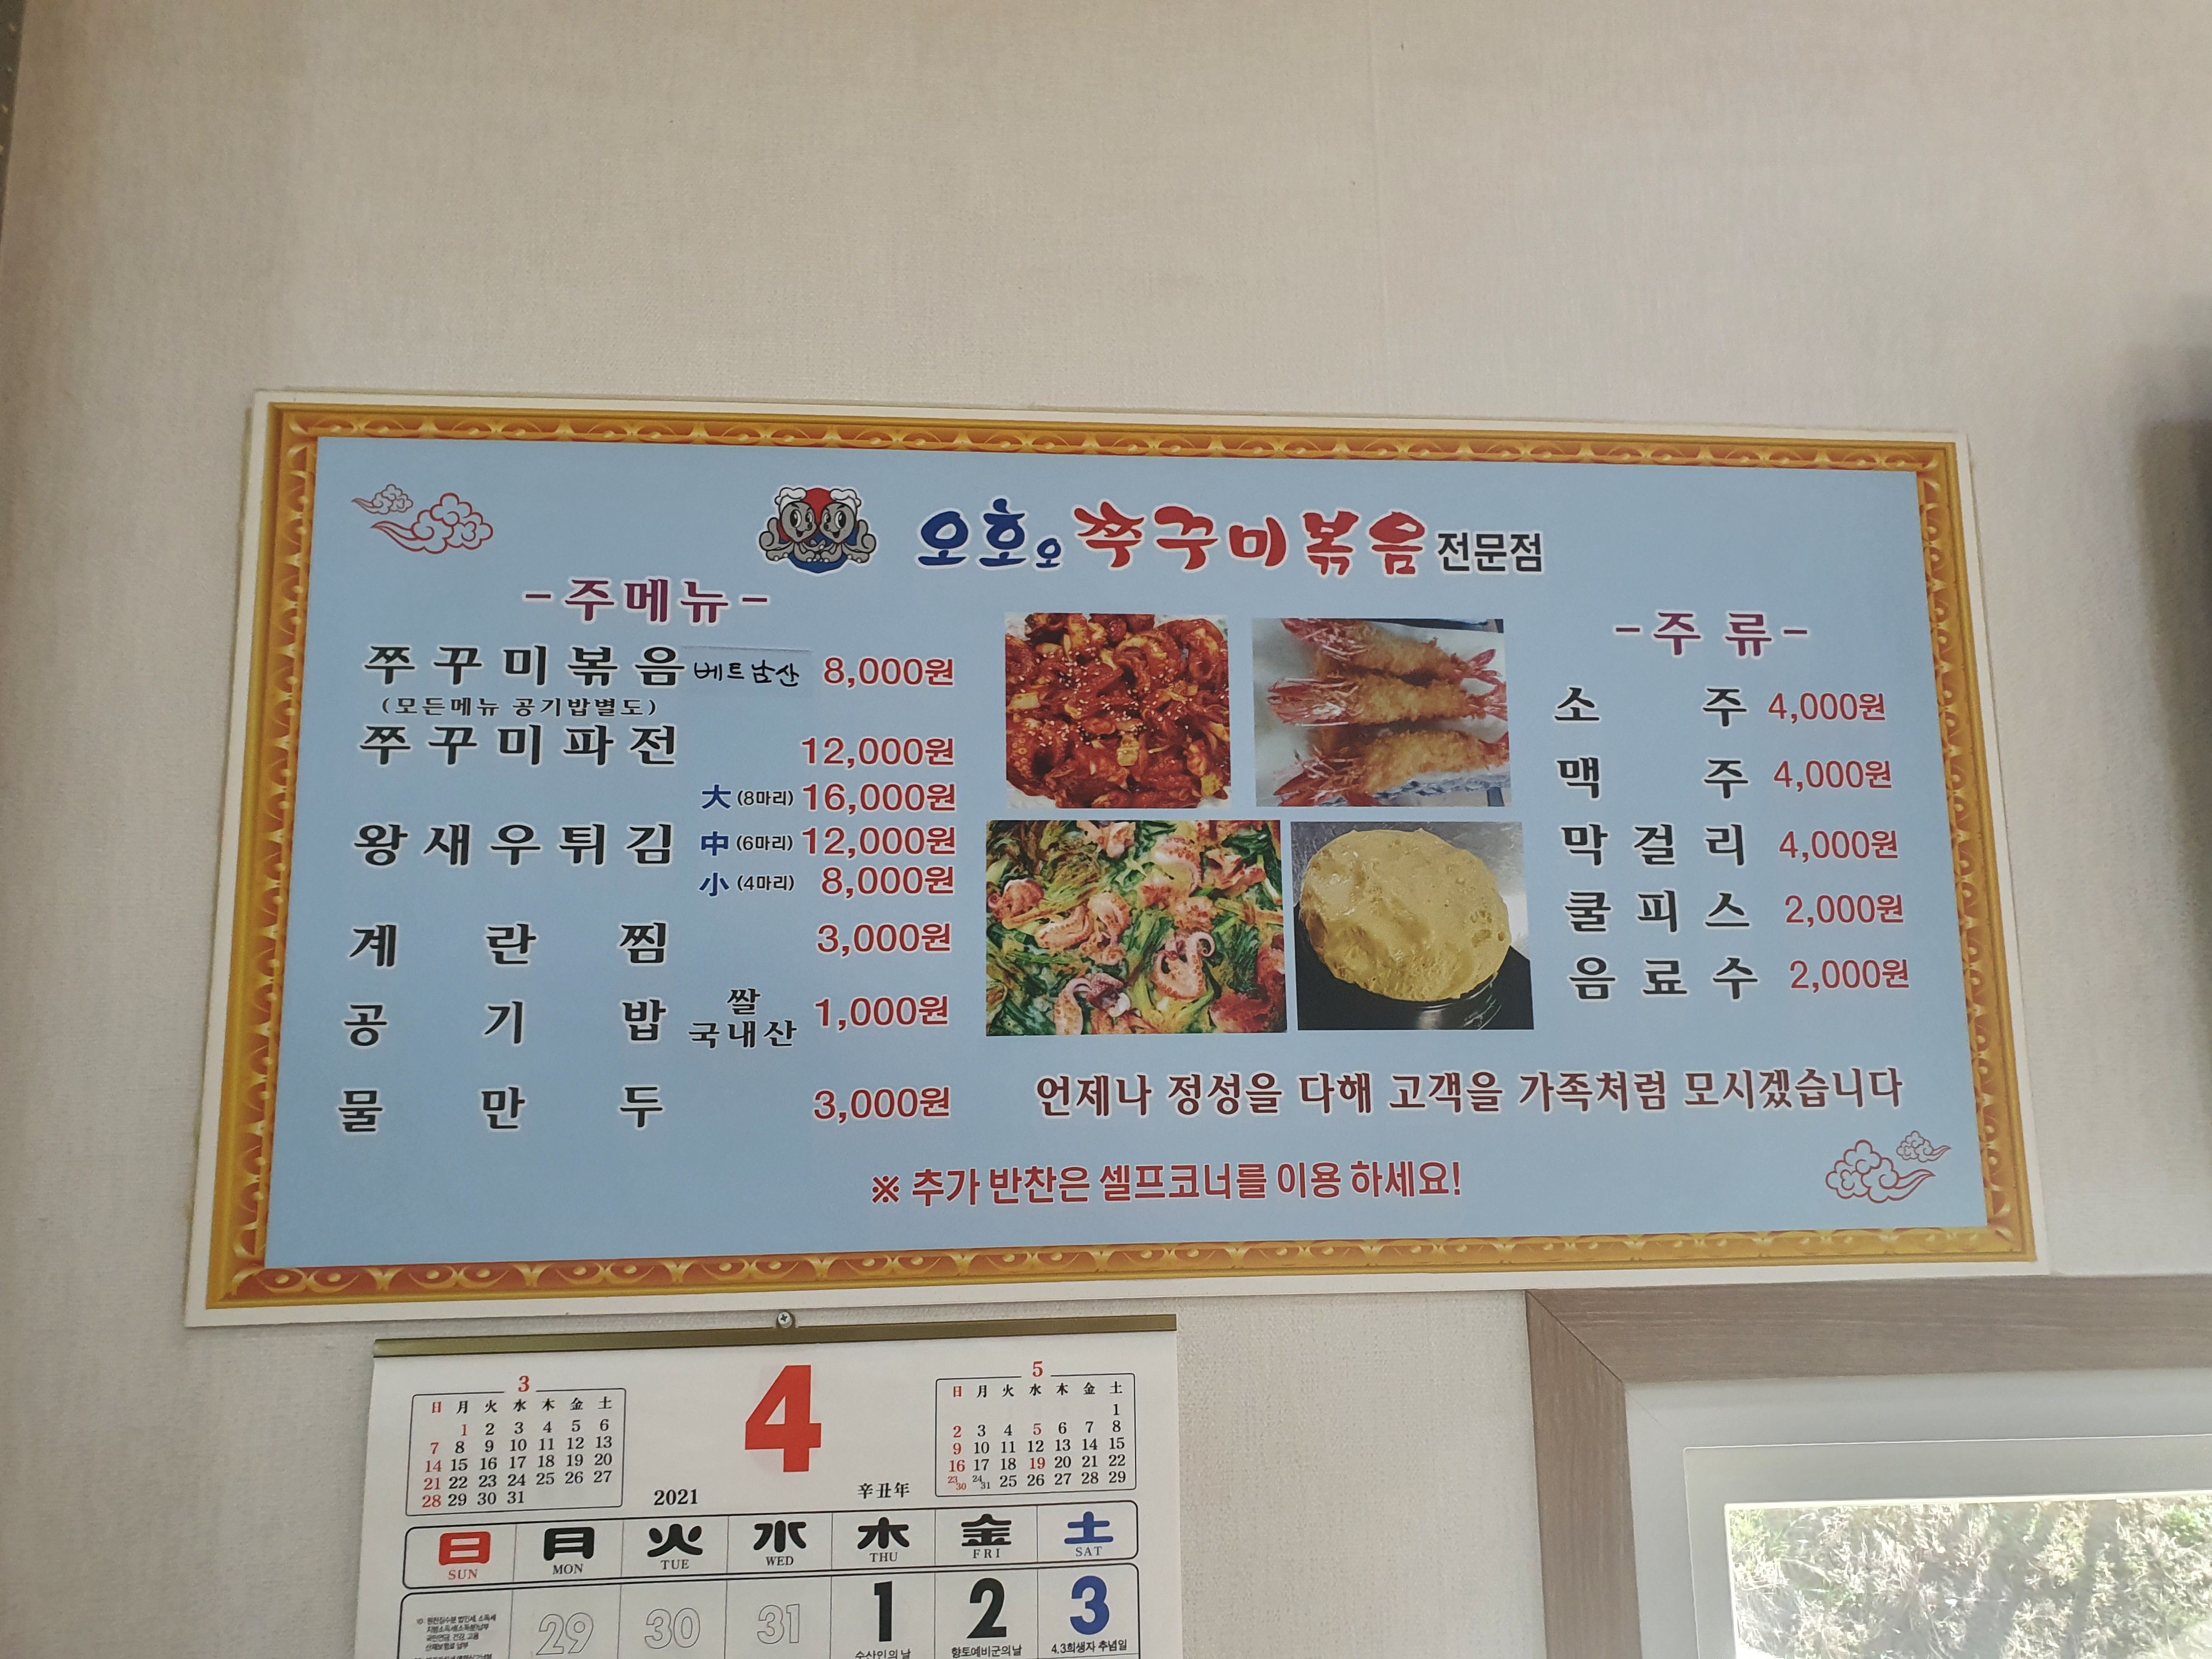 오호오 쭈꾸미볶음 전문점
-주메뉴-
쭈꾸미볶음 베트남산 8,000원
(모든메뉴 공기밥별도)
쭈꾸미파전 12,000원
왕새우튀김
大 (8마리) 16,000원
中 (6마리) 12,000원
小 (4마리) 8,000원
계란찜 3,000원
공기밥 쌀 국내산 1,000원
물만두 3,000원
-주류-
소주 4,000원
맥주 4,000원
막걸리 4,000원
쿨피스 2,000원
음료수 2,000원
언제나 정성을 다해 고객을 가족처럼 모시겠습니다
※ 추가 반찬은 셀프코너를 이용 하세요!
3
日 月 火 水 木 金 土
1 2 3 4 5 6
7 8 9 10 11 12 13
14 15 16 17 18 19 20
21 22 23 24 25 26 27
28 29 30 31
4
2021
辛丑年
5
日 月 火 水 木 金 土
1
2 3 4 5 6 7 8
9 10 11 12 13 14 15
16 17 18 19 20 21 22
23/30 24/31 25 26 27 28 29
日 月 火 水 木 金 土
SUN MON TUE WED THU FRI SAT
29 30 31 1 2 3
수산인의 날 향토예비군의날 4.3희생자 추념일